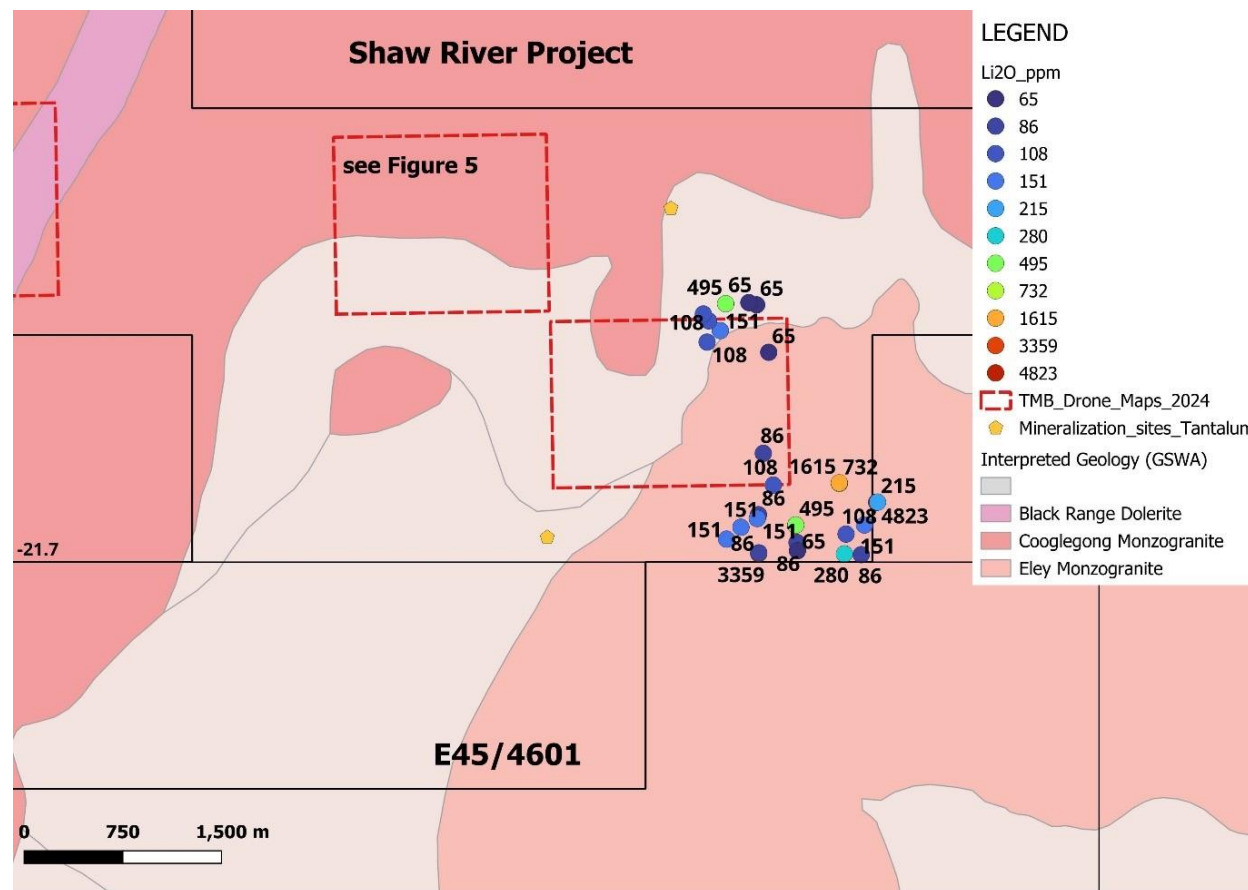 Shaw River Project
see Figure 5
495 65 65
108 151
108 65
86
108 1615 732
86 215
151 495 108 4823
151 151
86 65 151
3359 86 280 86
-21.7
E45/4601
0 750 1,500 m
LEGEND
Li2O_ppm
65
86
108
151
215
280
495
732
1615
3359
4823
TMB_Drone_Maps_2024
Mineralization_sites_Tantalum
Interpreted Geology (GSWA)
Black Range Dolerite
Cooglegong Monzogranite
Eley Monzogranite